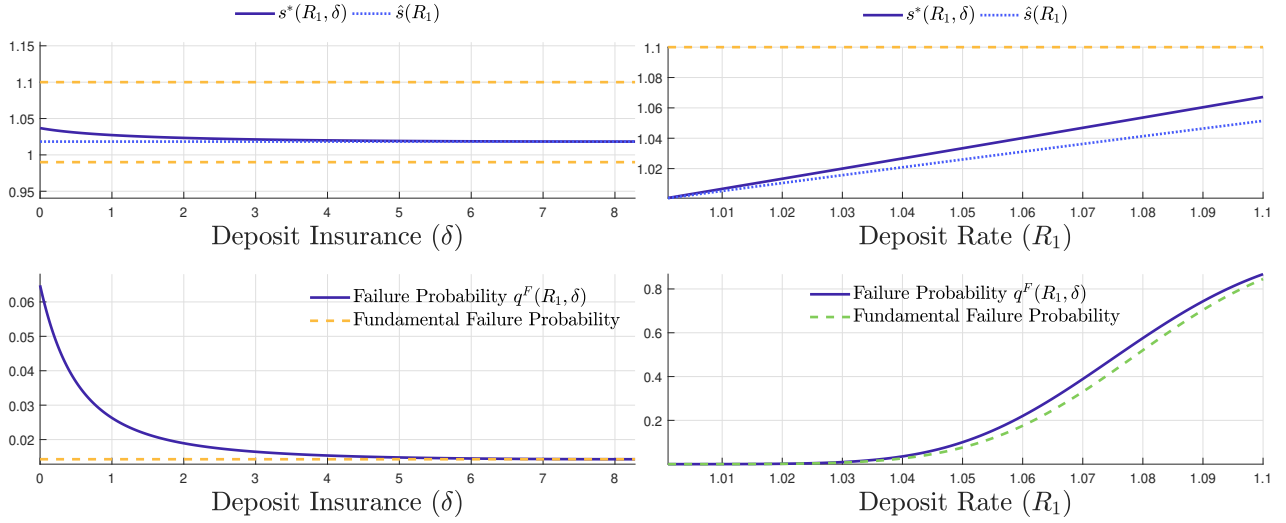 s*(R₁, δ) ŝ(R₁)
1.15
1.1
1.05
1
0.95
0 1 2 3 4 5 6 7 8
Deposit Insurance (δ)
s*(R₁, δ) ŝ(R₁)
1.1
1.08
1.06
1.04
1.02
1.01 1.02 1.03 1.04 1.05 1.06 1.07 1.08 1.09 1.1
Deposit Rate (R₁)
Failure Probability qᶠ(R₁, δ)
Fundamental Failure Probability
0.06
0.05
0.04
0.03
0.02
0 1 2 3 4 5 6 7 8
Deposit Insurance (δ)
Failure Probability qᶠ(R₁, δ)
Fundamental Failure Probability
0.8
0.6
0.4
0.2
1.01 1.02 1.03 1.04 1.05 1.06 1.07 1.08 1.09 1.1
Deposit Rate (R₁)